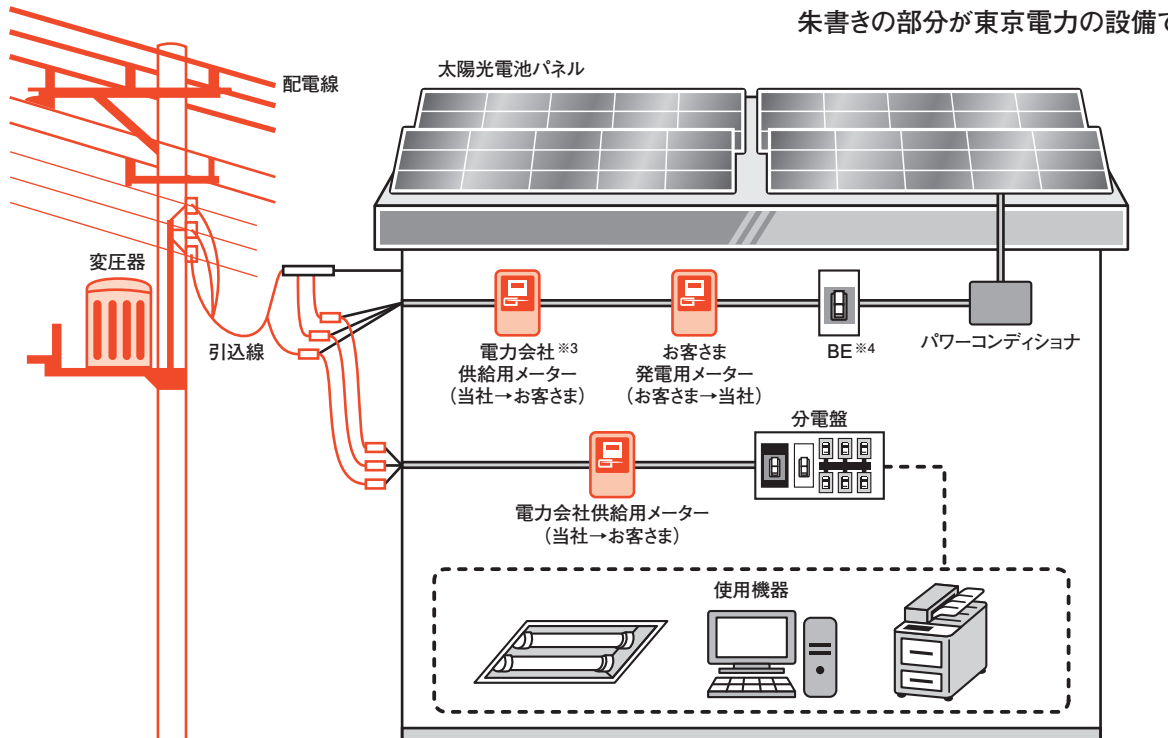 朱書きの部分が東京電力の設備で
太陽光電池パネル
配電線
変圧器
引込線
電力会社※3
供給用メーター
(当社→お客さま)
お客さま
発電用メーター
(お客さま→当社)
BE※4
パワーコンディショナ
分電盤
電力会社供給用メーター
(当社→お客さま)
使用機器